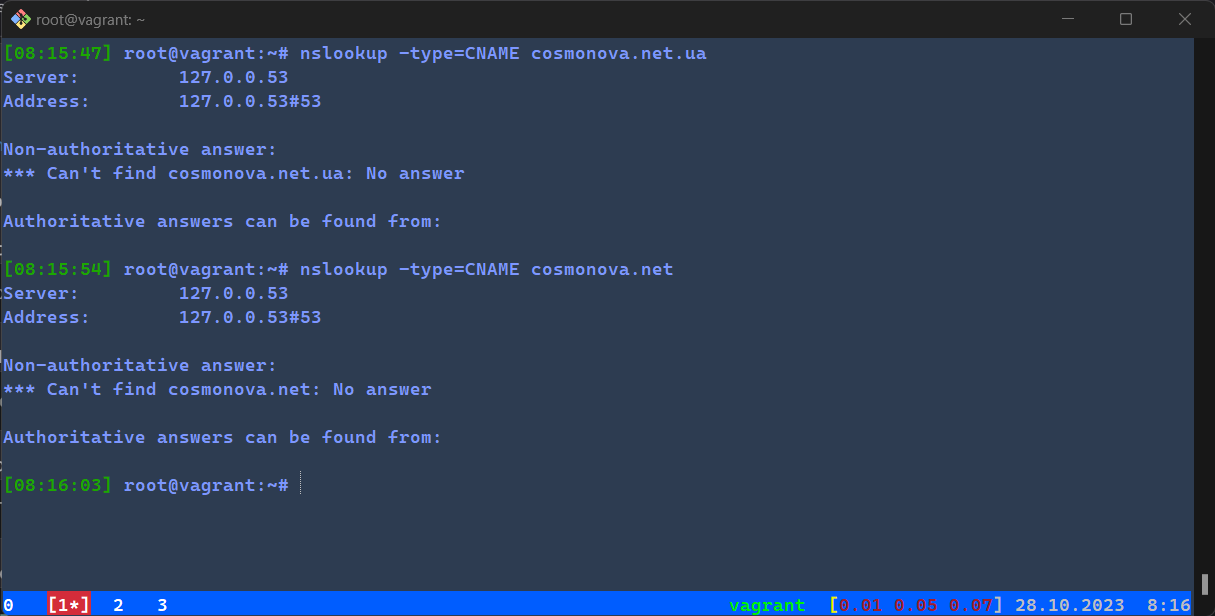 root@vagrant: ~
[08:15:47] root@vagrant:~# nslookup -type=CNAME cosmonova.net.ua
Server:         127.0.0.53
Address:        127.0.0.53#53
Non-authoritative answer:
*** Can't find cosmonova.net.ua: No answer
Authoritative answers can be found from:
[08:15:54] root@vagrant:~# nslookup -type=CNAME cosmonova.net
Server:         127.0.0.53
Address:        127.0.0.53#53
Non-authoritative answer:
*** Can't find cosmonova.net: No answer
Authoritative answers can be found from:
[08:16:03] root@vagrant:~#
0   [1*]  2   3   vagrant  [0.01 0.05 0.07] 28.10.2023  8:16